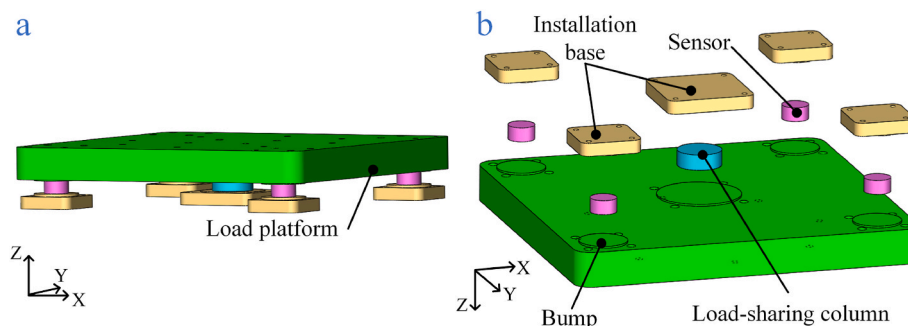 a
Load platform
Z
Y
X
b
Installation
base
Sensor
X
Y
Z
Bump
Load-sharing column